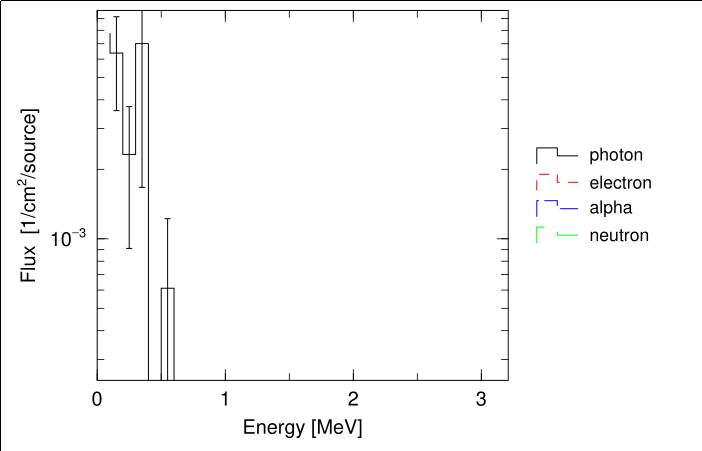 Flux [1/cm²/source]
10⁻³
0 1 2 3
Energy [MeV]
photon
electron
alpha
neutron